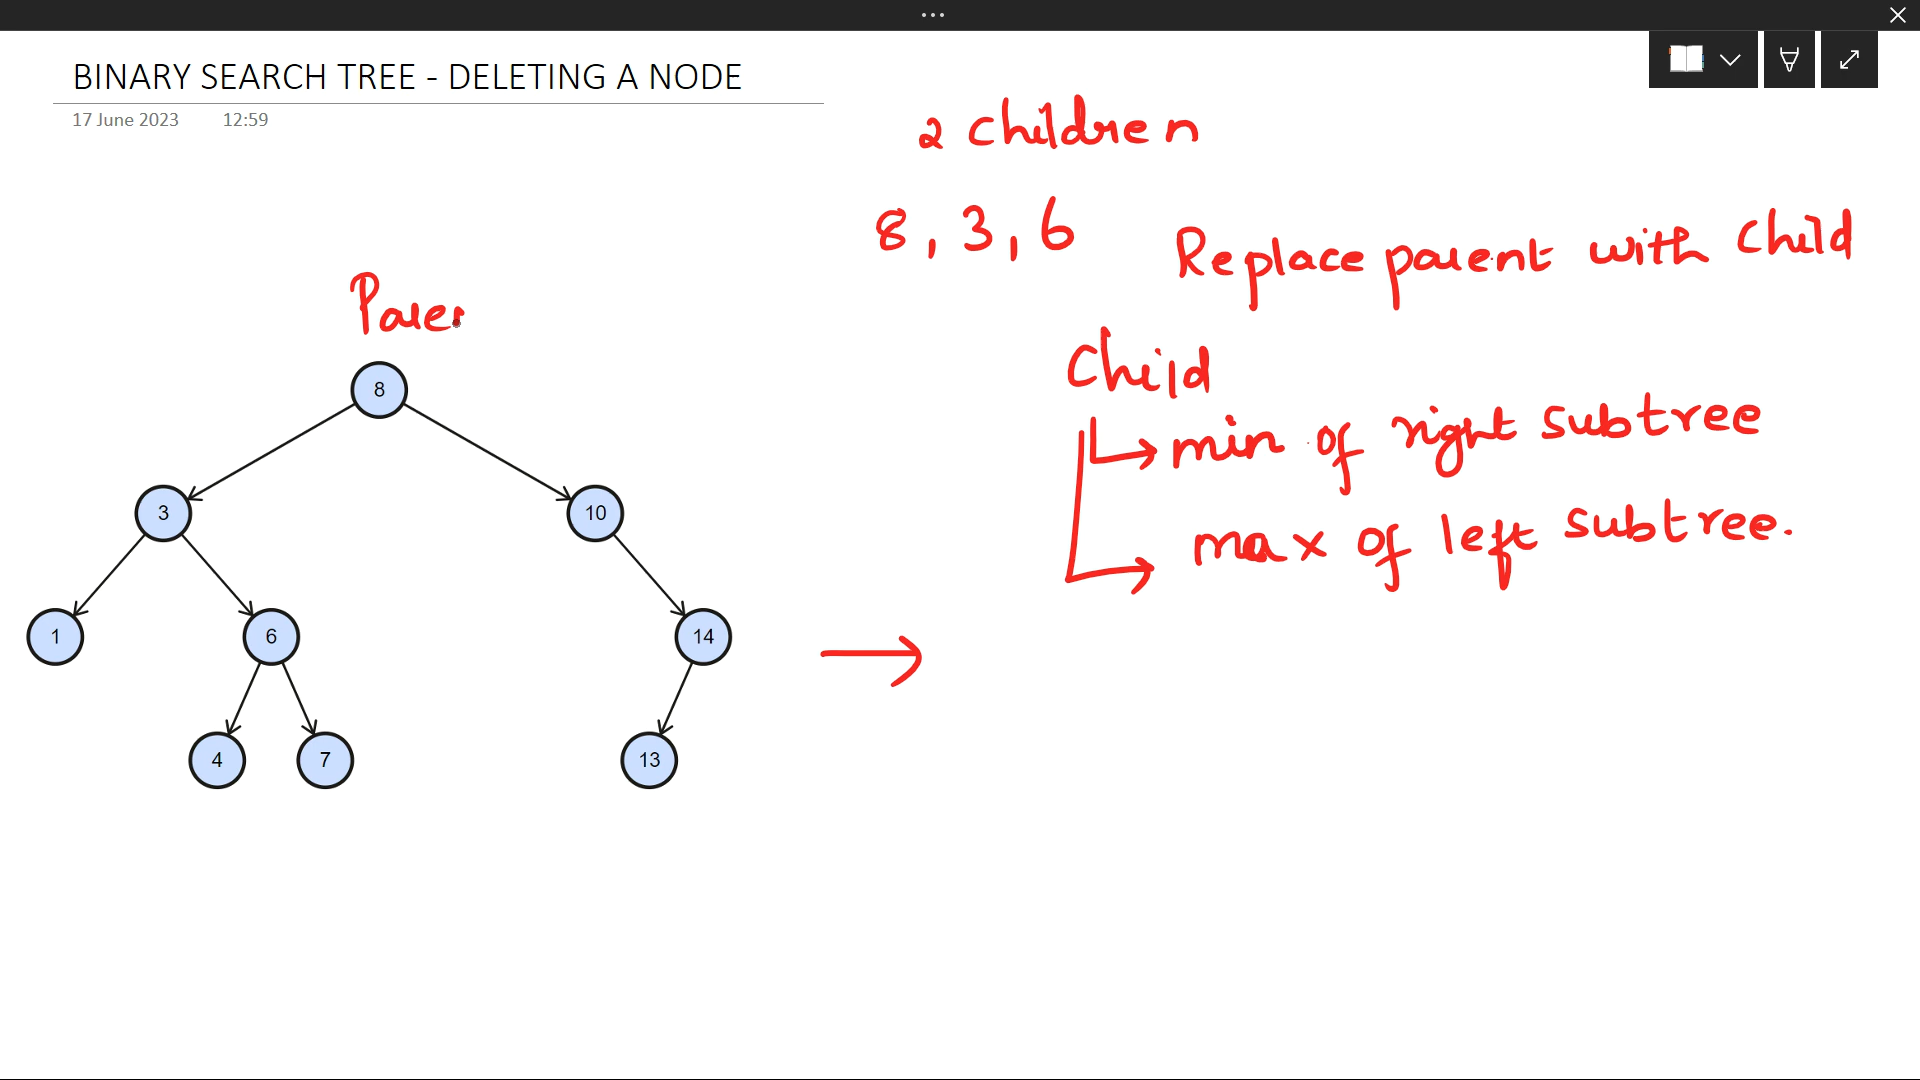 BINARY SEARCH TREE - DELETING A NODE
17 June 2023 12:59
2 children
8, 3, 6
Replace parent with child
Child
min of right subtree
max of left subtree.
Parer
8
3
10
1
6
14
4
7
13